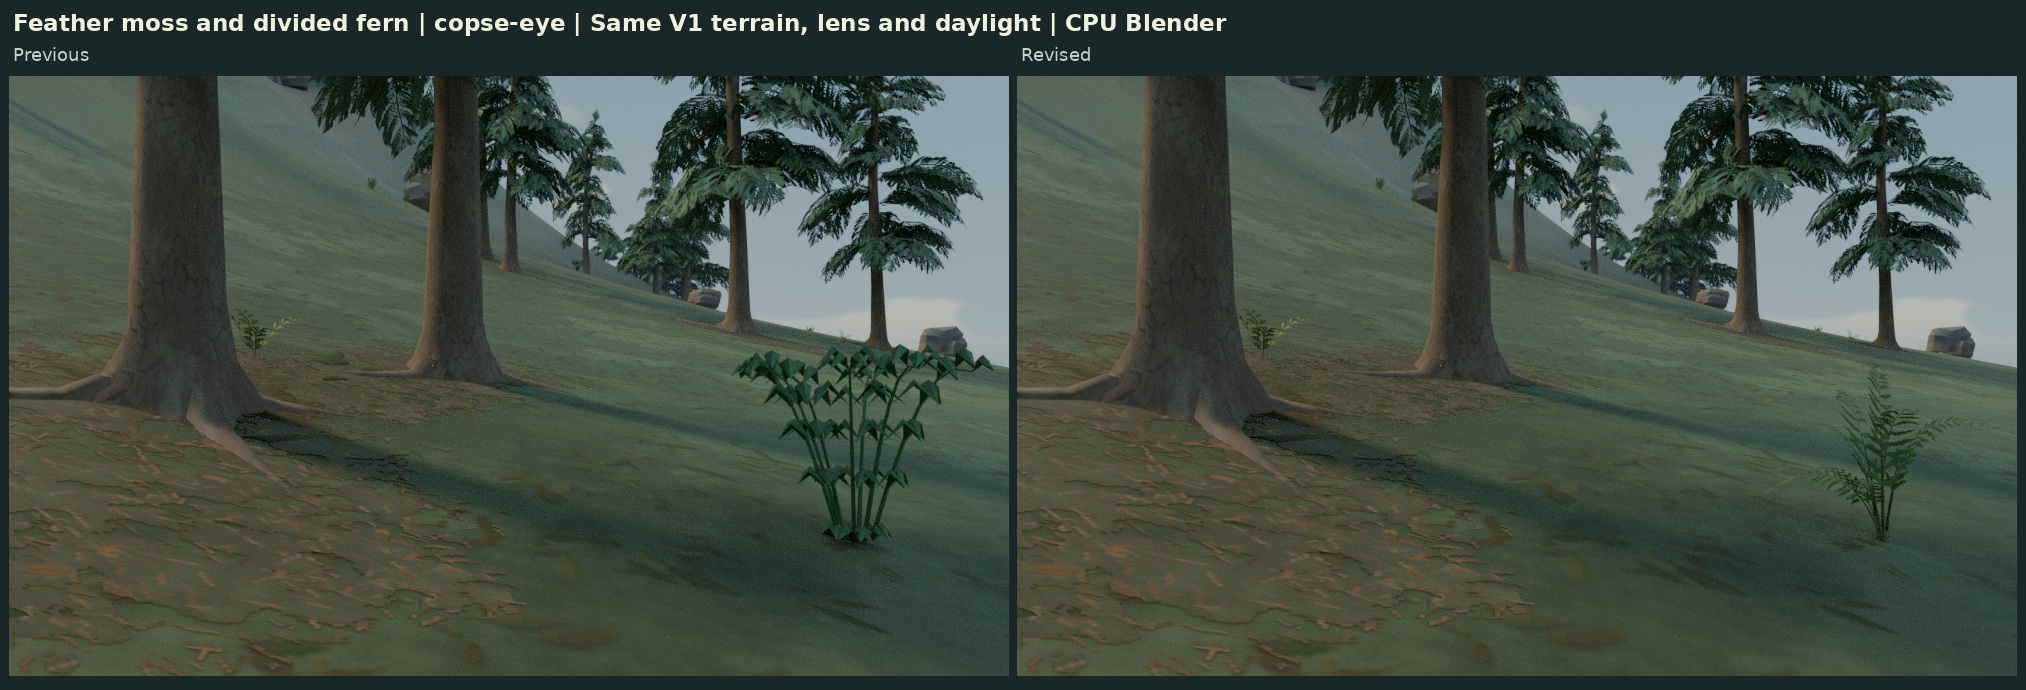 Feather moss and divided fern | copse-eye | Same V1 terrain, lens and daylight | CPU Blender
Previous
Revised